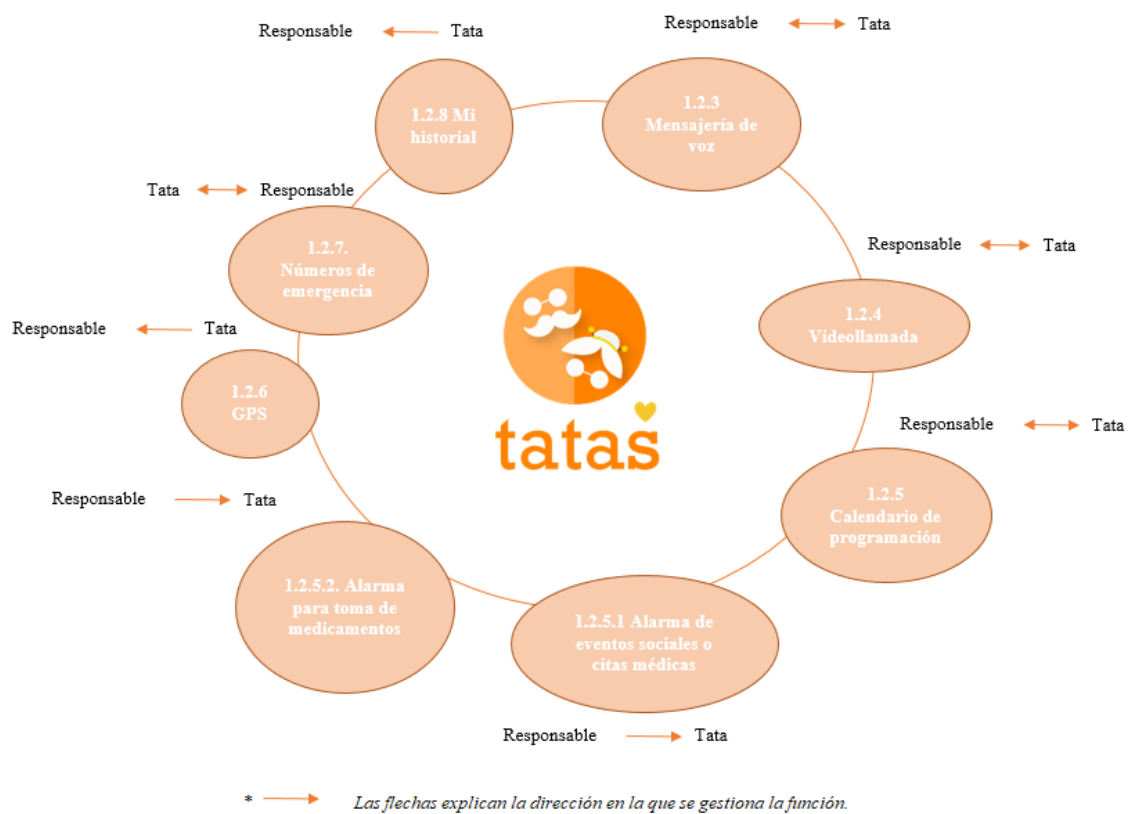 Responsable Tata
Responsable Tata
1.2.8 Mi
historial
1.2.3
Mensajería de
voz
Tata Responsable
1.2.7.
Números de
emergencia
Responsable Tata
1.2.4
Videollamada
Responsable Tata
1.2.6
GPS
tatas
Responsable Tata
1.2.5
Calendario de
programación
Responsable Tata
1.2.5.2. Alarma
para toma de
medicamentos
1.2.5.1 Alarma de
eventos sociales o
citas médicas
Responsable Tata
* Las flechas explican la dirección en la que se gestiona la función.